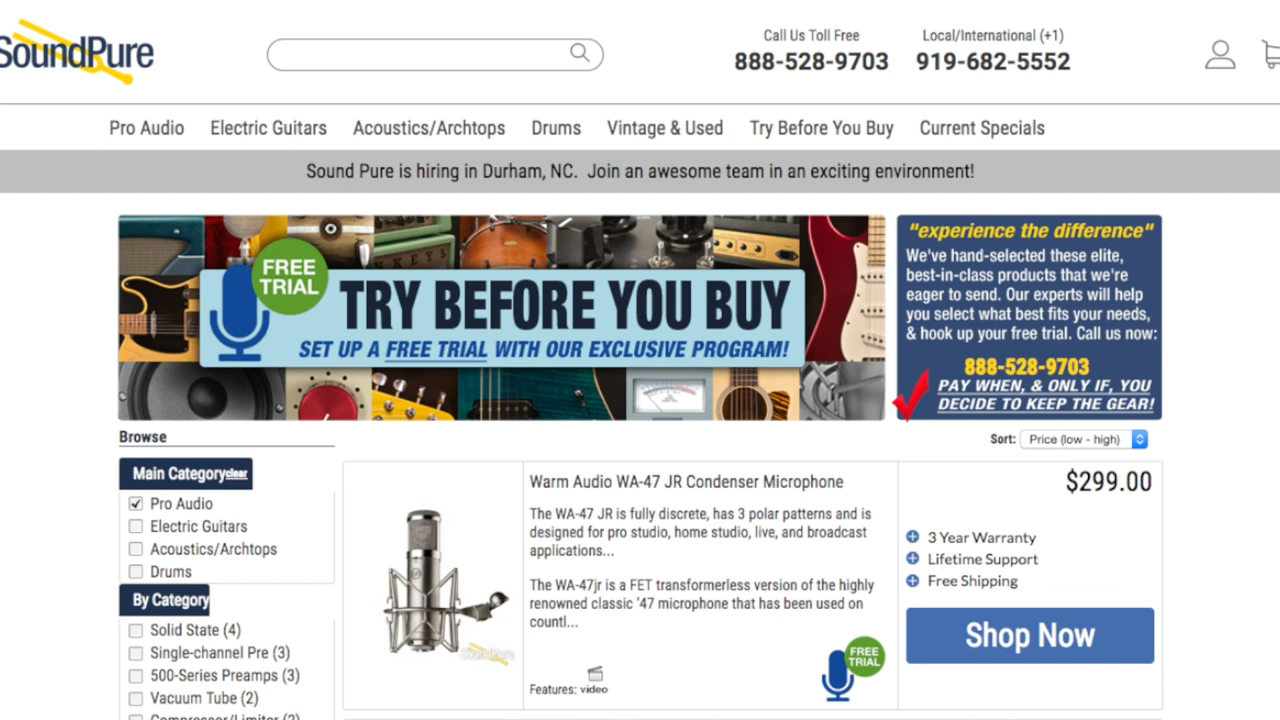 SoundPure
Call Us Toll Free
888-528-9703
Local/International (+1)
919-682-5552
Pro Audio
Electric Guitars
Acoustics/Archtops
Drums
Vintage & Used
Try Before You Buy
Current Specials
Sound Pure is hiring in Durham, NC. Join an awesome team in an exciting environment!
FREE
TRIAL
TRY BEFORE YOU BUY
SET UP A FREE TRIAL WITH OUR EXCLUSIVE PROGRAM!
"experience the difference"
We've hand-selected these elite,
best-in-class products that we're
eager to send. Our experts will help
you select what best fits your needs,
& hook up your free trial. Call us now:
888-528-9703
PAY WHEN, & ONLY IF, YOU
DECIDE TO KEEP THE GEAR!
Browse
Sort: Price (low - high)
Main Category clear
Pro Audio
Electric Guitars
Acoustics/Archtops
Drums
By Category
Solid State (4)
Single-channel Pre (3)
500-Series Preamps (3)
Vacuum Tube (2)
Compressor/Limiter (2)
SoundPure
Warm Audio WA-47 JR Condenser Microphone
The WA-47 JR is fully discrete, has 3 polar patterns and is
designed for pro studio, home studio, live, and broadcast
applications...
The WA-47jr is a FET transformerless version of the highly
renowned classic '47 microphone that has been used on
countl...
Features: video
FREE
TRIAL
$299.00
3 Year Warranty
Lifetime Support
Free Shipping
Shop Now